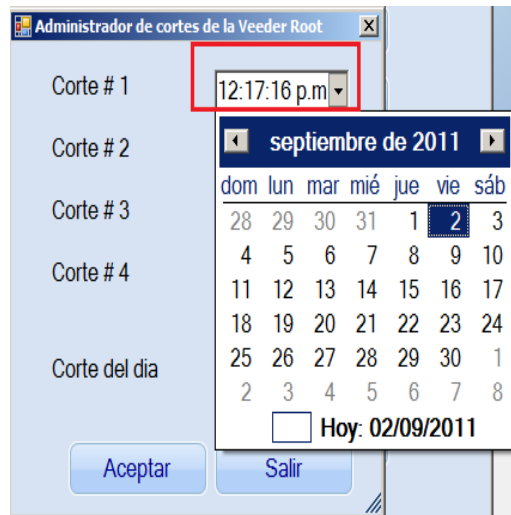 Administrador de cortes de la Veeder Root
Corte # 1
12:17:16 p.m
Corte # 2
septiembre de 2011
dom lun mar mié jue vie sáb
28 29 30 31 1 2 3
Corte # 3
4 5 6 7 8 9 10
Corte # 4
11 12 13 14 15 16 17
18 19 20 21 22 23 24
Corte del dia
25 26 27 28 29 30 1
2 3 4 5 6 7 8
Hoy: 02/09/2011
Aceptar Salir